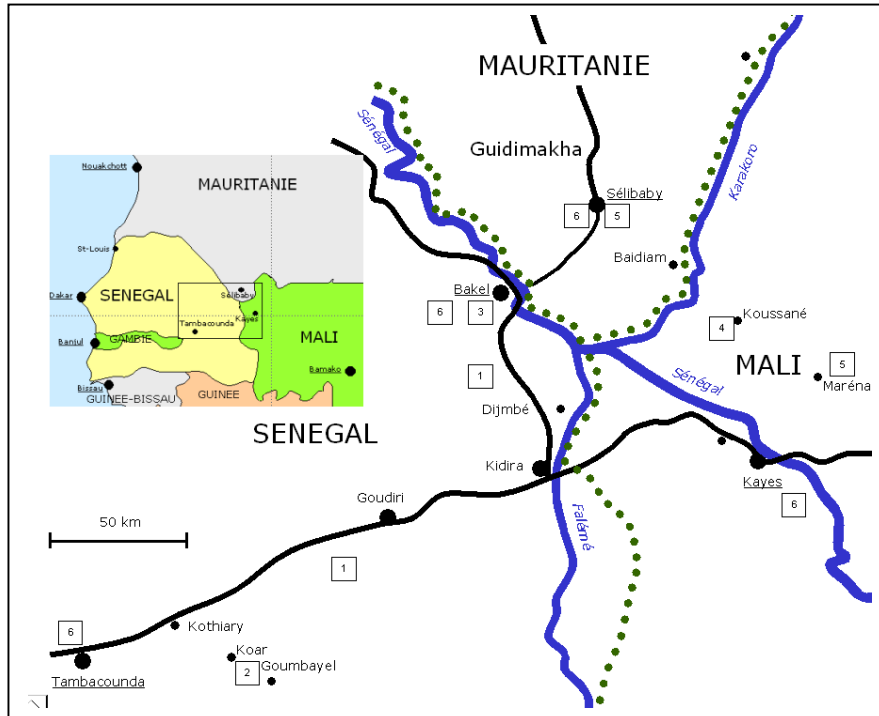 MAURITANIE
Sénégal
Guidimakha
Karakoro
Sélibaby
6
5
Baidiam
Bakel
6
3
Koussané
4
MALI
5
Maréna
1
Sénégal
Dijmbé
SENEGAL
Kidira
Kayes
6
Goudiri
50 km
Falémé
1
6
Kothiary
Koar
2
Goumbayel
Tambacounda
Nouakchott
MAURITANIE
St-Louis
Dakar
SENEGAL
Sélibaby
Kayes
Tambacounda
MALI
Banjul
GAMBIE
Bamako
Bissau
GUINEE-BISSAU
GUINEE